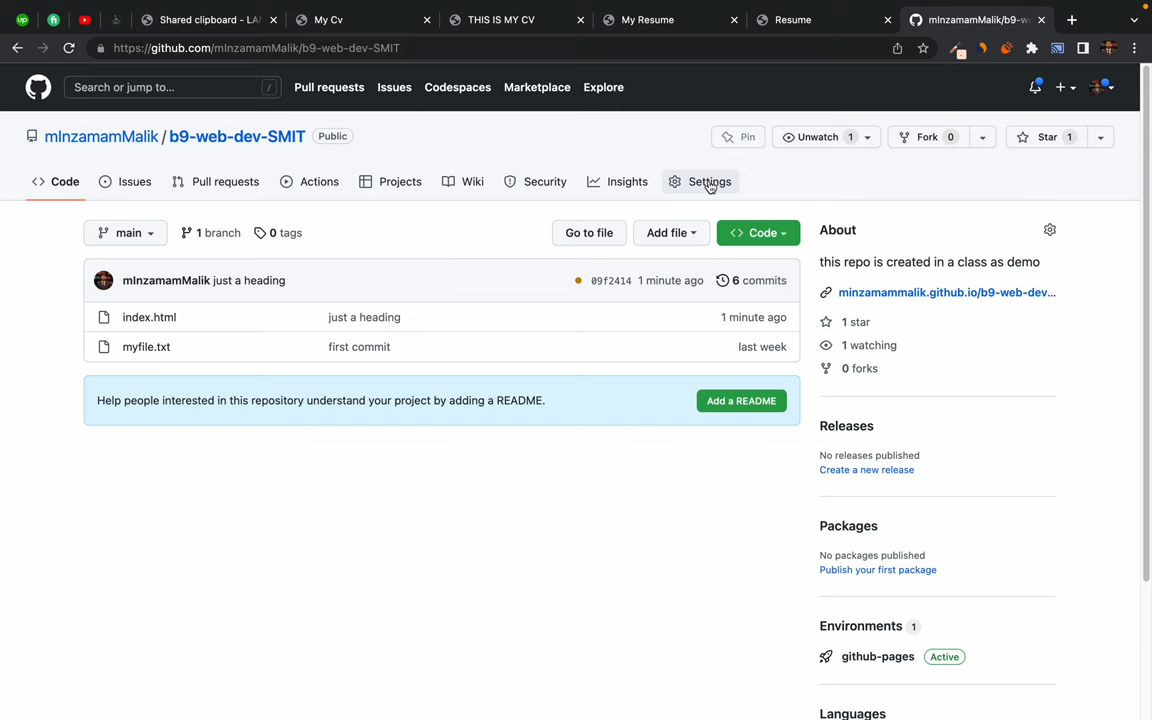 Shared clipboard - LAN
My Cv
THIS IS MY CV
My Resume
Resume
mInzamamMalik/b9-we
https://github.com/mInzamamMalik/b9-web-dev-SMIT
Search or jump to... /
Pull requests
Issues
Codespaces
Marketplace
Explore
mInzamamMalik / b9-web-dev-SMIT Public
Pin
Unwatch 1
Fork 0
Star 1
Code
Issues
Pull requests
Actions
Projects
Wiki
Security
Insights
Settings
main
1 branch
0 tags
Go to file
Add file
Code
mInzamamMalik just a heading 09f2414 1 minute ago 6 commits
index.html just a heading 1 minute ago
myfile.txt first commit last week
Help people interested in this repository understand your project by adding a README.
Add a README
About
this repo is created in a class as demo
minzamammalik.github.io/b9-web-dev...
1 star
1 watching
0 forks
Releases
No releases published
Create a new release
Packages
No packages published
Publish your first package
Environments 1
github-pages Active
Languages